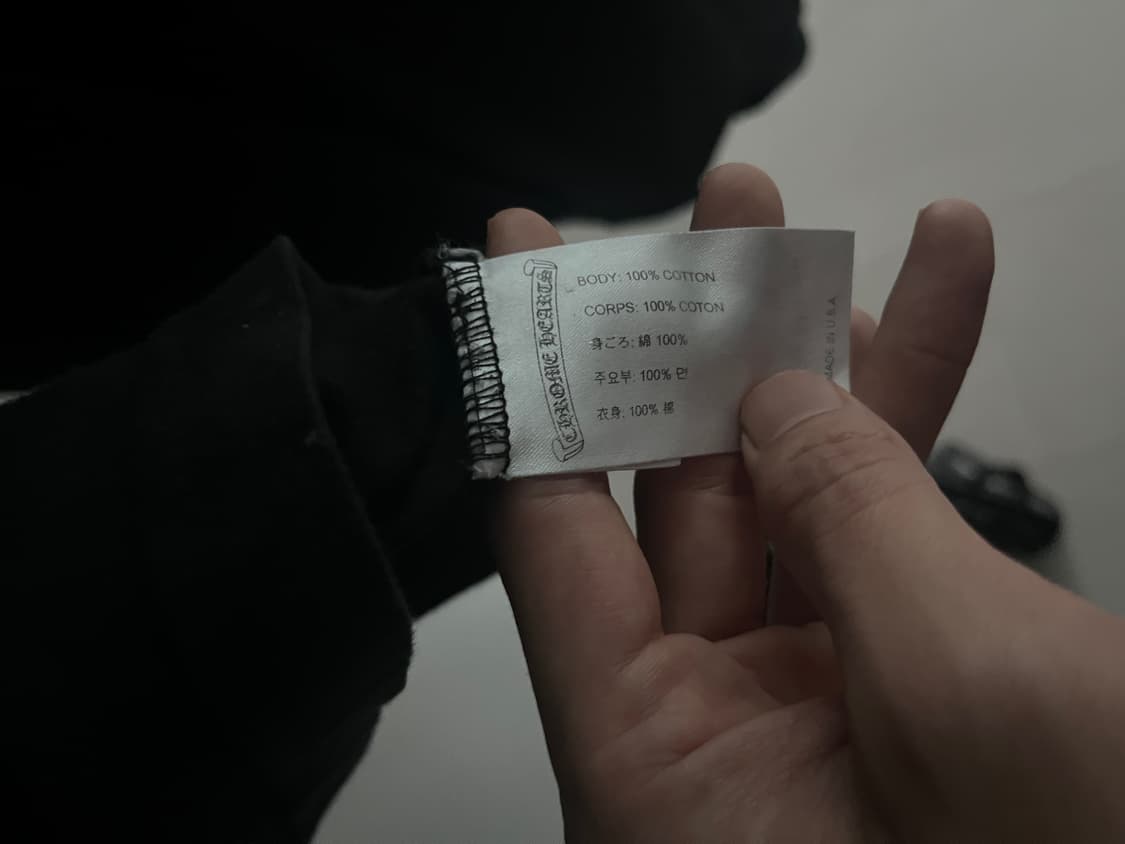 CHROME HEARTS
BODY: 100% COTTON
CORPS: 100% COTON
身ごろ: 綿 100%
주요부: 100% 면
衣身: 100% 棉
MADE IN U.S.A.